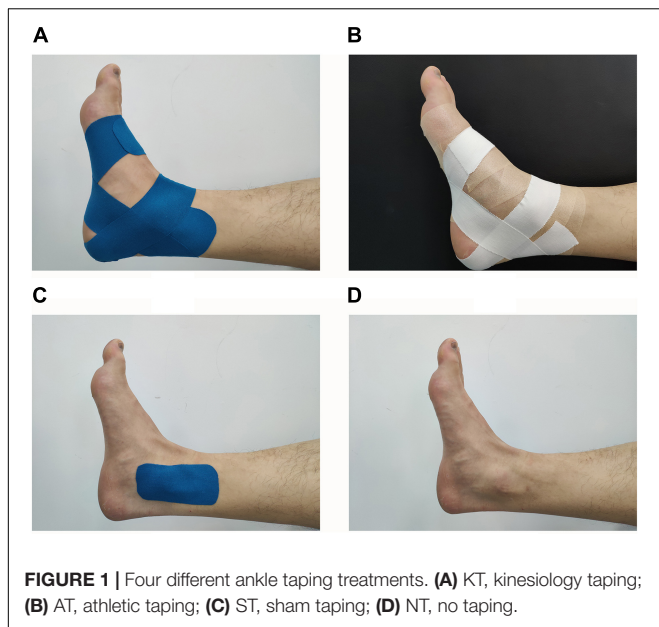 A
B
C
D
FIGURE 1 | Four different ankle taping treatments. (A) KT, kinesiology taping;
(B) AT, athletic taping; (C) ST, sham taping; (D) NT, no taping.